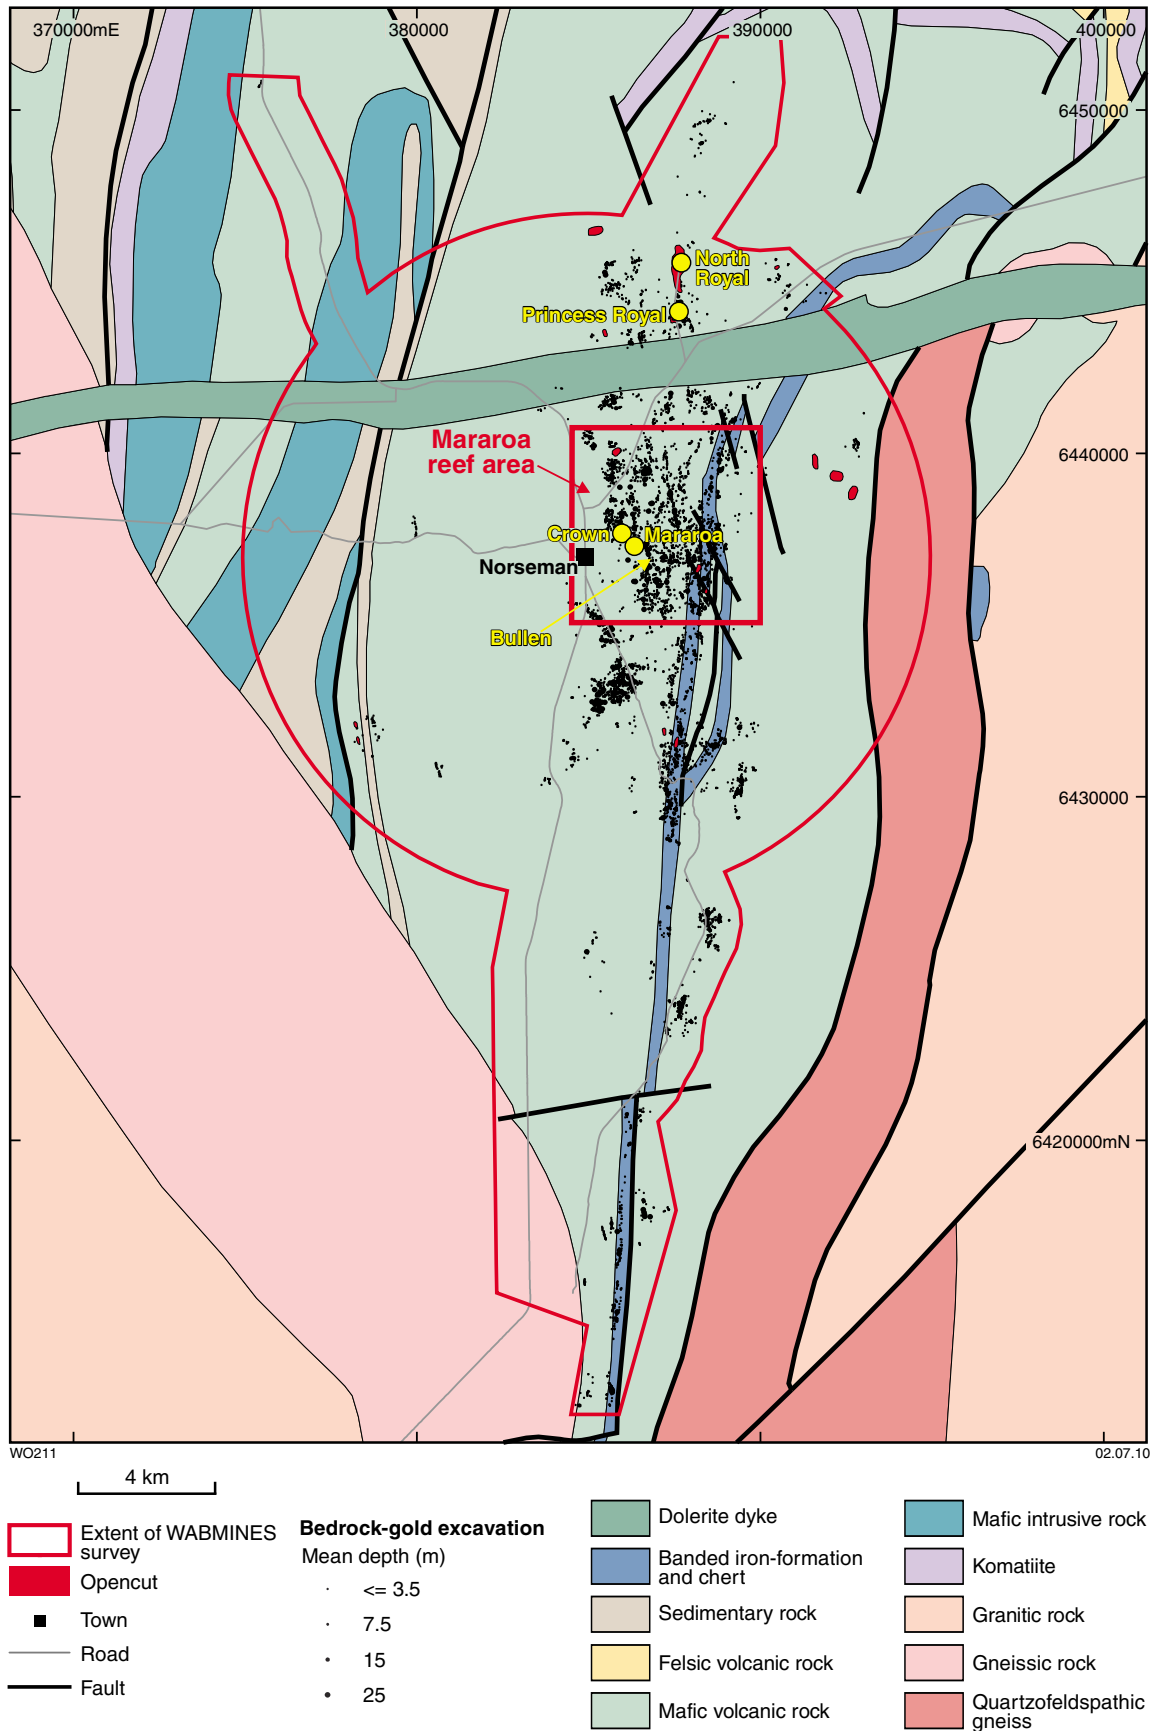 370000mE
380000
390000
400000
6450000
North
Royal
Princess Royal
Mararoa
reef area
6440000
Crown
Mararoa
Norseman
Bullen
6430000
6420000mN
WO211
02.07.10
4 km
Extent of WABMINES
survey
Opencut
Town
Road
Fault
Bedrock-gold excavation
Mean depth (m)
<= 3.5
7.5
15
25
Dolerite dyke
Banded iron-formation
and chert
Sedimentary rock
Felsic volcanic rock
Mafic volcanic rock
Mafic intrusive rock
Komatiite
Granitic rock
Gneissic rock
Quartzofeldspathic
gneiss